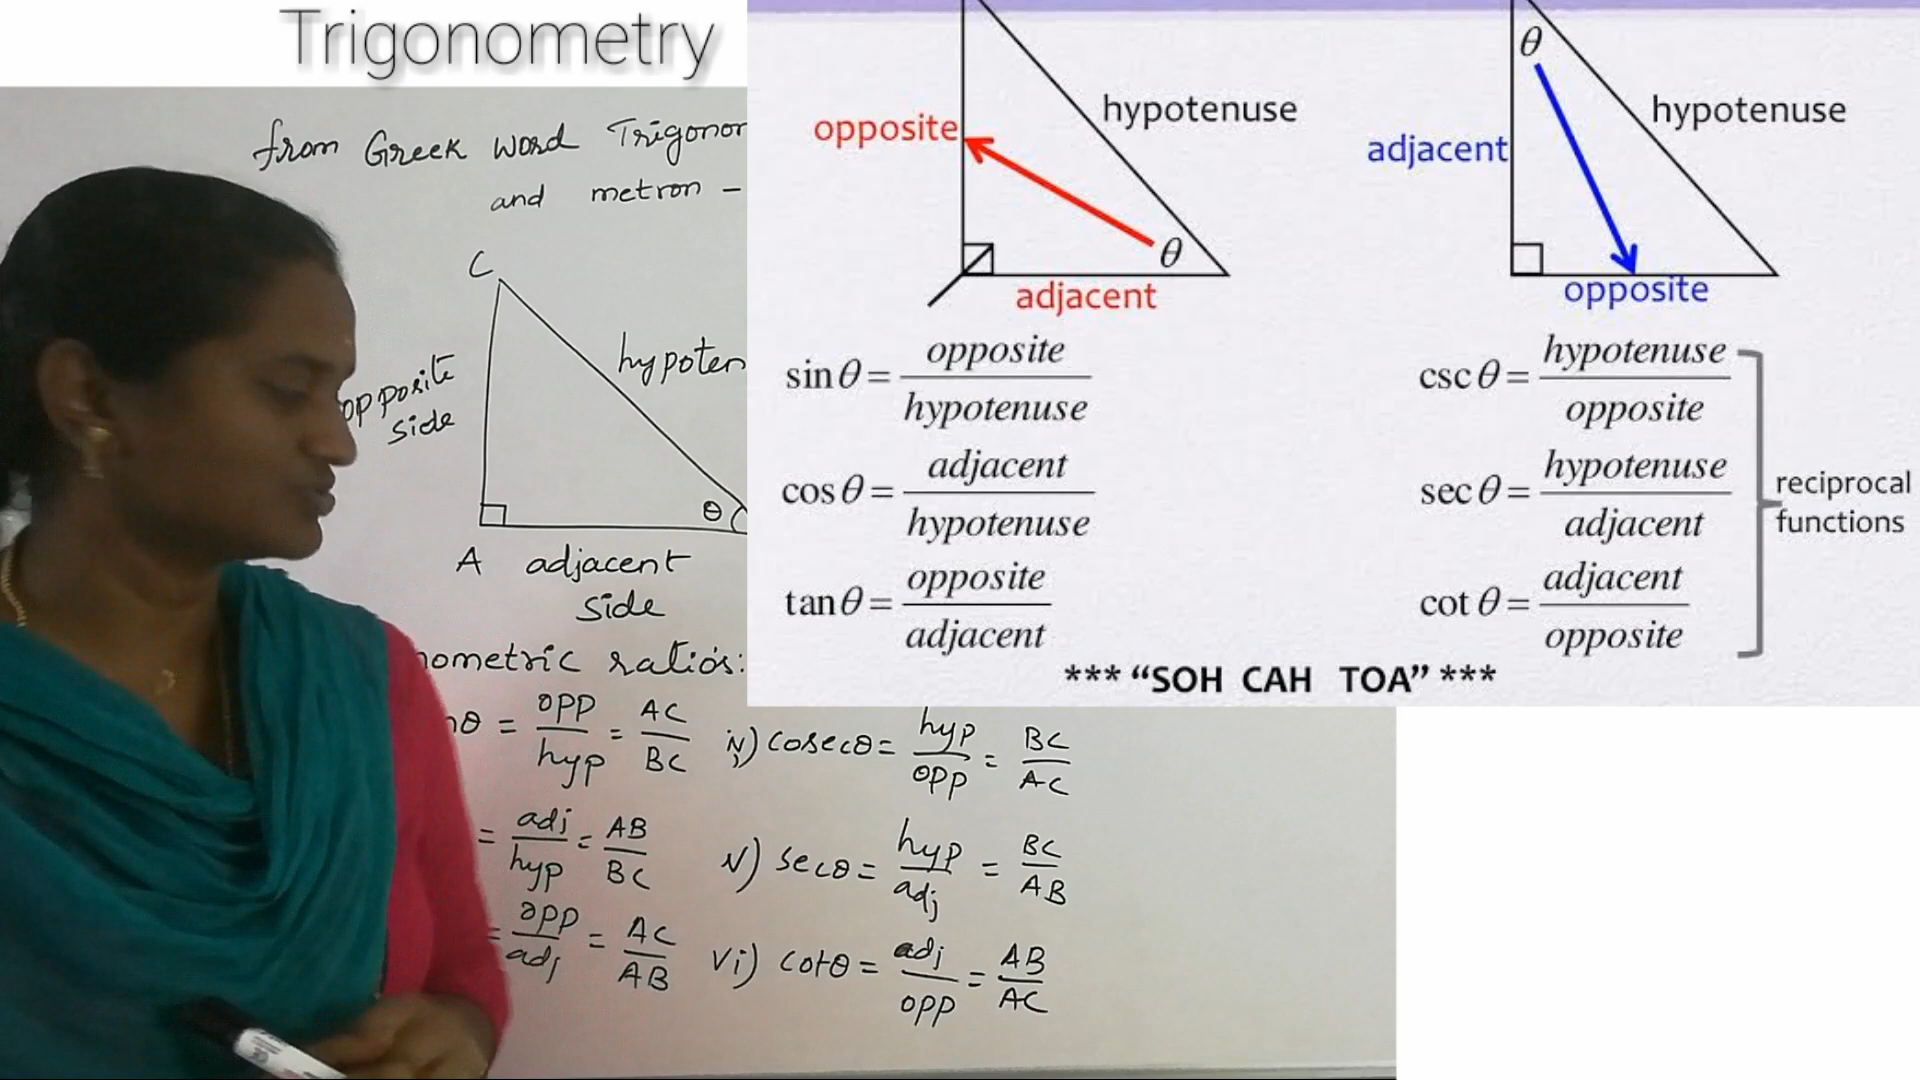 Trigonometry
from Greek word Trigonor
and metron -
C
opposite
side
hypoten
θ
A adjacent
side
nometric ratios:
nθ = opp/hyp = AC/BC
iv) cosecθ = hyp/opp = BC/AC
= adj/hyp = AB/BC
v) secθ = hyp/adj = BC/AB
= opp/adj = AC/AB
vi) cotθ = adj/opp = AB/AC
opposite
hypotenuse
θ
adjacent
θ
adjacent
hypotenuse
opposite
sin θ = opposite/hypotenuse
csc θ = hypotenuse/opposite
cos θ = adjacent/hypotenuse
sec θ = hypotenuse/adjacent
tan θ = opposite/adjacent
cot θ = adjacent/opposite
reciprocal
functions
*** “SOH CAH TOA” ***